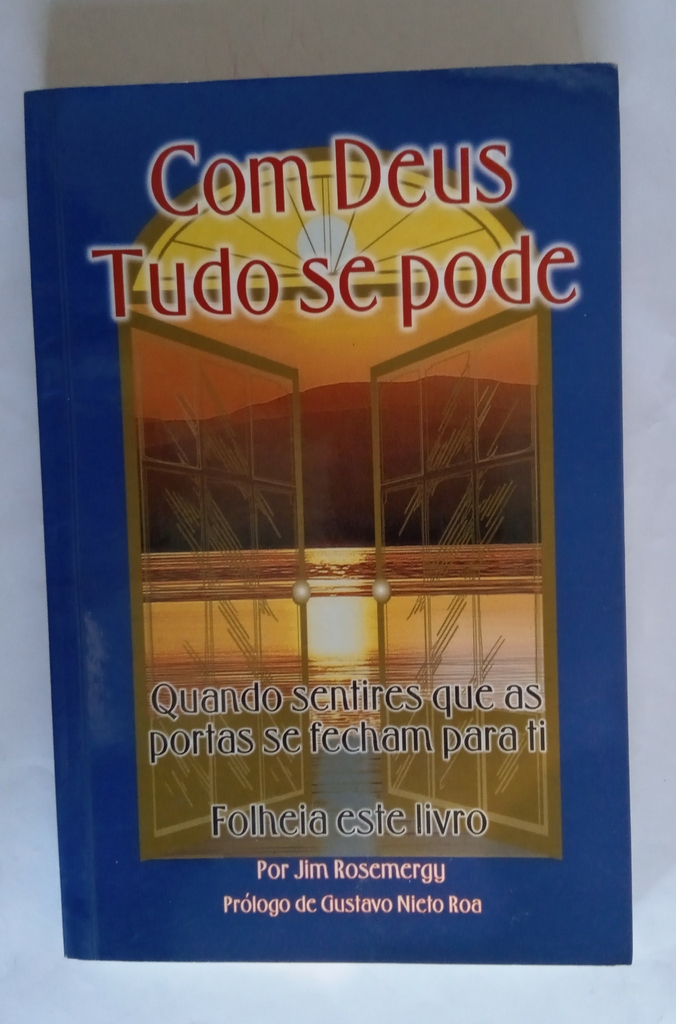 Com Deus
Tudo se pode
Quando sentires que as
portas se fecham para ti
Folheia este livro
Por Jim Rosemergy
Prólogo de Gustavo Nieto Roa